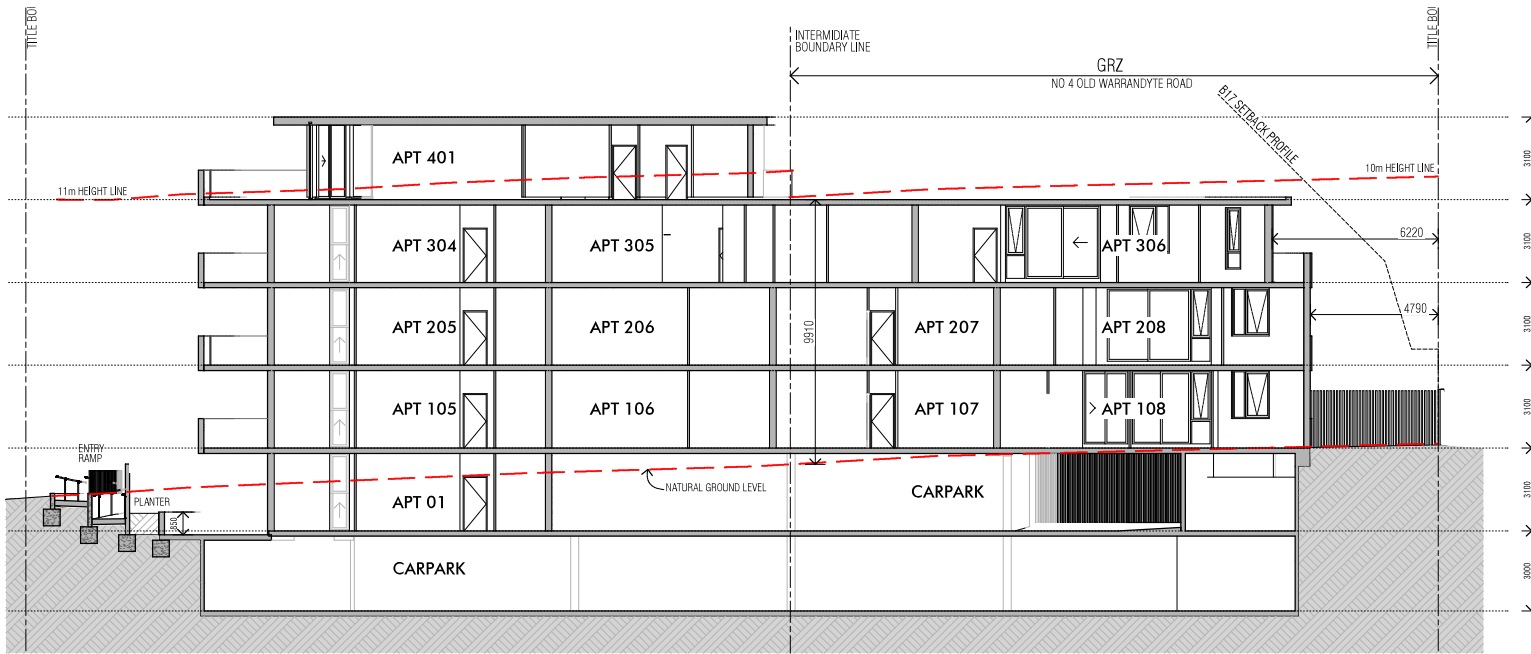 TITLE BOI
INTERMIDIATE
BOUNDARY LINE
TITLE BOI
GRZ
NO 4 OLD WARRANDYTE ROAD
B17 SETBACK PROFILE
APT 401
3100
11m HEIGHT LINE
10m HEIGHT LINE
APT 304
APT 305
APT 306
6220
3100
APT 205
APT 206
9910
APT 207
APT 208
4790
3100
APT 105
APT 106
APT 107
APT 108
3100
ENTRY
RAMP
PLANTER
850
APT 01
NATURAL GROUND LEVEL
CARPARK
3100
CARPARK
3000